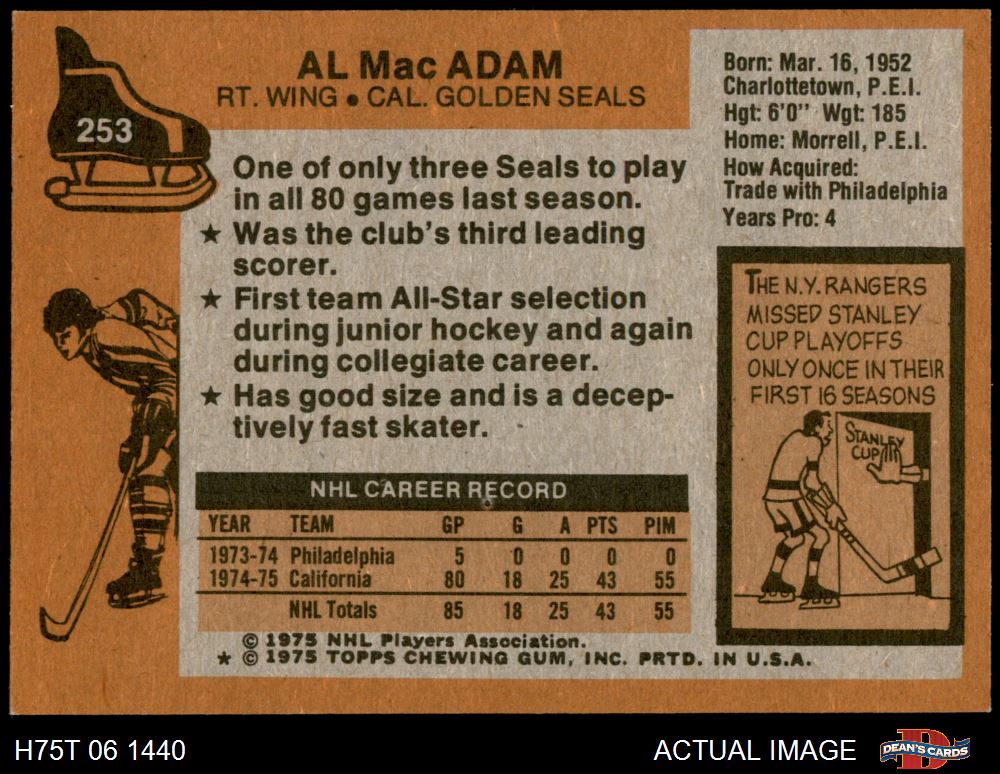 253
AL Mac ADAM
RT. WING • CAL. GOLDEN SEALS
One of only three Seals to play
in all 80 games last season.
★ Was the club's third leading
scorer.
★ First team All-Star selection
during junior hockey and again
during collegiate career.
★ Has good size and is a decep-
tively fast skater.
Born: Mar. 16, 1952
Charlottetown, P.E.I.
Hgt: 6'0" Wgt: 185
Home: Morrell, P.E.I.
How Acquired:
Trade with Philadelphia
Years Pro: 4
THE N.Y. RANGERS
MISSED STANLEY
CUP PLAYOFFS
ONLY ONCE IN THEIR
FIRST 16 SEASONS
STANLEY
CUP
NHL CAREER RECORD
YEAR TEAM GP G A PTS PIM
1973-74 Philadelphia 5 0 0 0 0
1974-75 California 80 18 25 43 55
NHL Totals 85 18 25 43 55
© 1975 NHL Players Association.
★ © 1975 TOPPS CHEWING GUM, INC. PRTD. IN U.S.A.
H75T 06 1440
ACTUAL IMAGE
DEAN'S CARDS